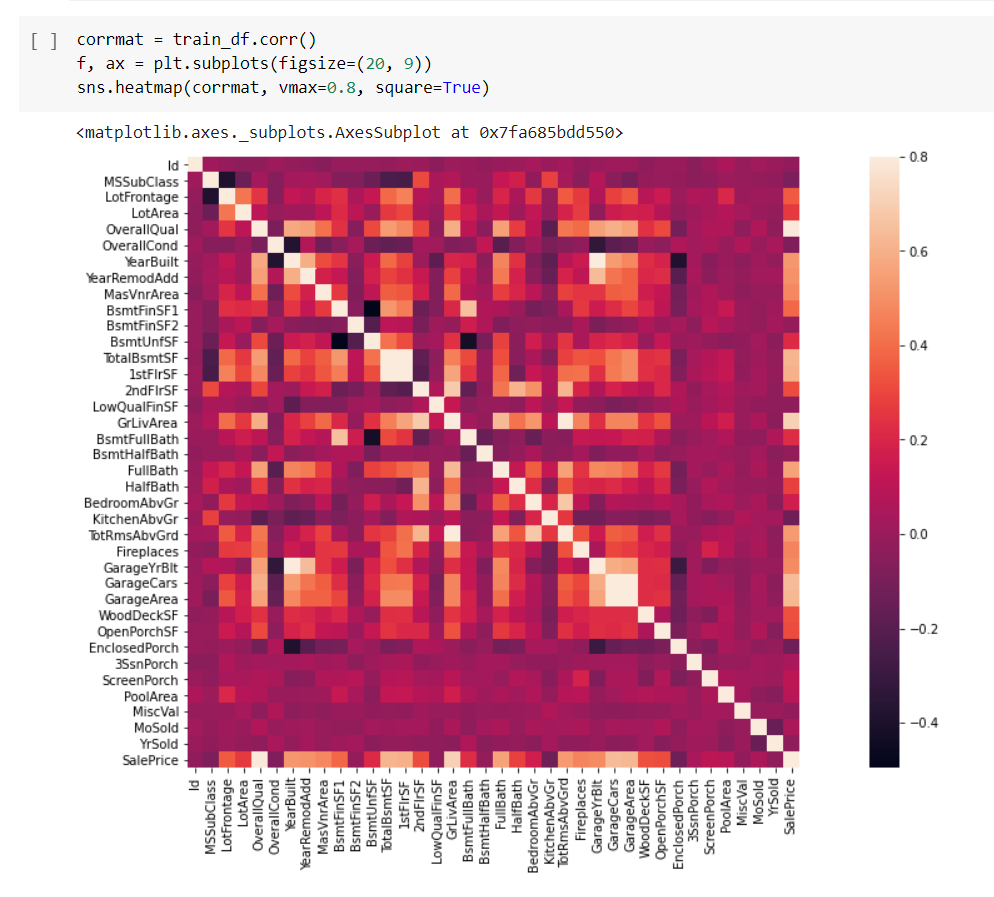 [ ] corrmat = train_df.corr()
f, ax = plt.subplots(figsize=(20, 9))
sns.heatmap(corrmat, vmax=0.8, square=True)
<matplotlib.axes._subplots.AxesSubplot at 0x7fa685bdd550>
Id
MSSubClass
LotFrontage
LotArea
OverallQual
OverallCond
YearBuilt
YearRemodAdd
MasVnrArea
BsmtFinSF1
BsmtFinSF2
BsmtUnfSF
TotalBsmtSF
1stFlrSF
2ndFlrSF
LowQualFinSF
GrLivArea
BsmtFullBath
BsmtHalfBath
FullBath
HalfBath
BedroomAbvGr
KitchenAbvGr
TotRmsAbvGrd
Fireplaces
GarageYrBlt
GarageCars
GarageArea
WoodDeckSF
OpenPorchSF
EnclosedPorch
3SsnPorch
ScreenPorch
PoolArea
MiscVal
MoSold
YrSold
SalePrice
Id
MSSubClass
LotFrontage
LotArea
OverallQual
OverallCond
YearBuilt
YearRemodAdd
MasVnrArea
BsmtFinSF1
BsmtFinSF2
BsmtUnfSF
TotalBsmtSF
1stFlrSF
2ndFlrSF
LowQualFinSF
GrLivArea
BsmtFullBath
BsmtHalfBath
FullBath
HalfBath
BedroomAbvGr
KitchenAbvGr
TotRmsAbvGrd
Fireplaces
GarageYrBlt
GarageCars
GarageArea
WoodDeckSF
OpenPorchSF
EnclosedPorch
3SsnPorch
ScreenPorch
PoolArea
MiscVal
MoSold
YrSold
SalePrice
0.8
0.6
0.4
0.2
0.0
−0.2
−0.4